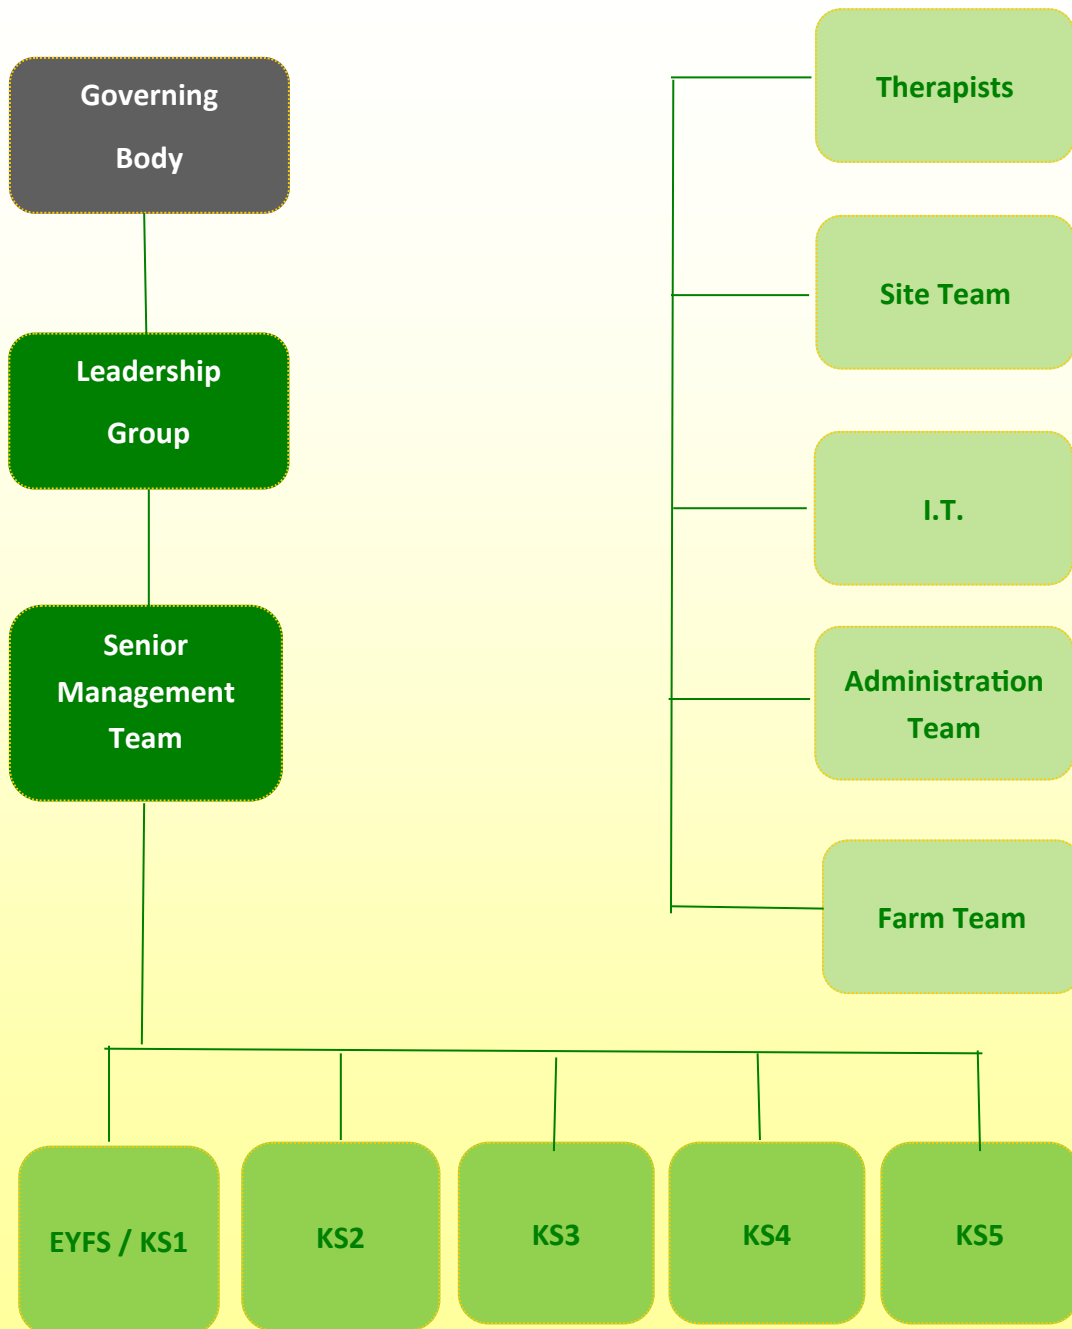 Governing
Body
Leadership
Group
Senior
Management
Team
Therapists
Site Team
I.T.
Administration
Team
Farm Team
EYFS / KS1
KS2
KS3
KS4
KS5